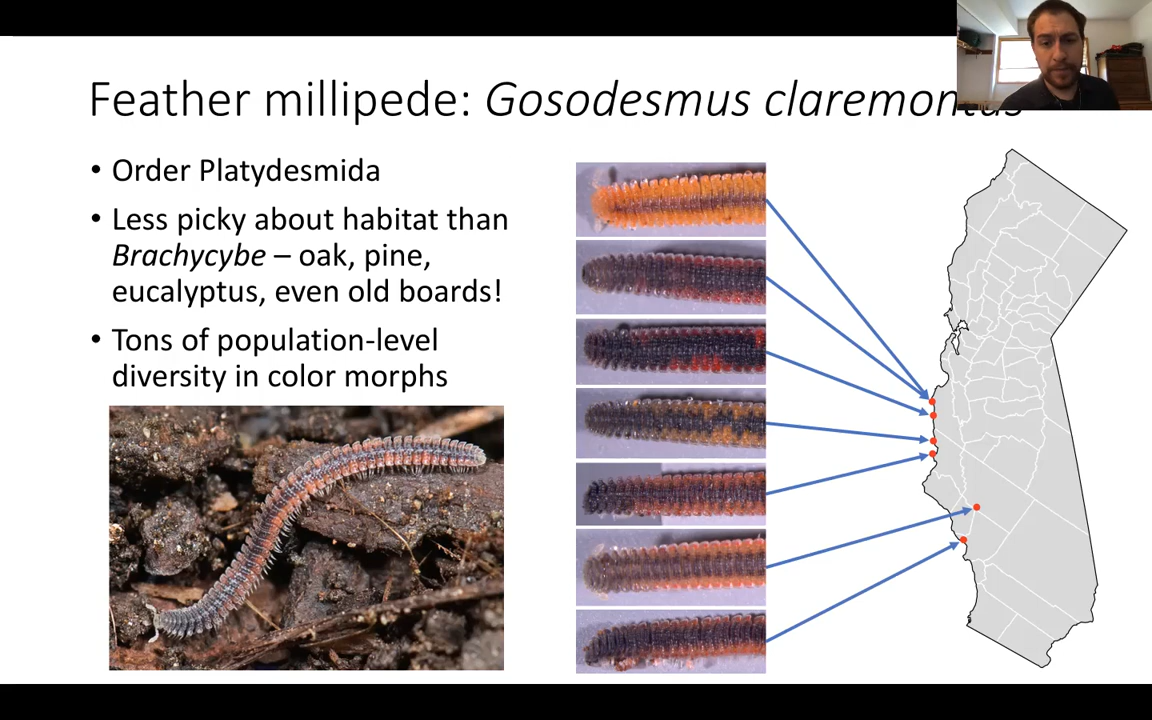 Feather millipede: Gosodesmus claremontus
• Order Platydesmida
• Less picky about habitat than
Brachycybe – oak, pine,
eucalyptus, even old boards!
• Tons of population-level
diversity in color morphs